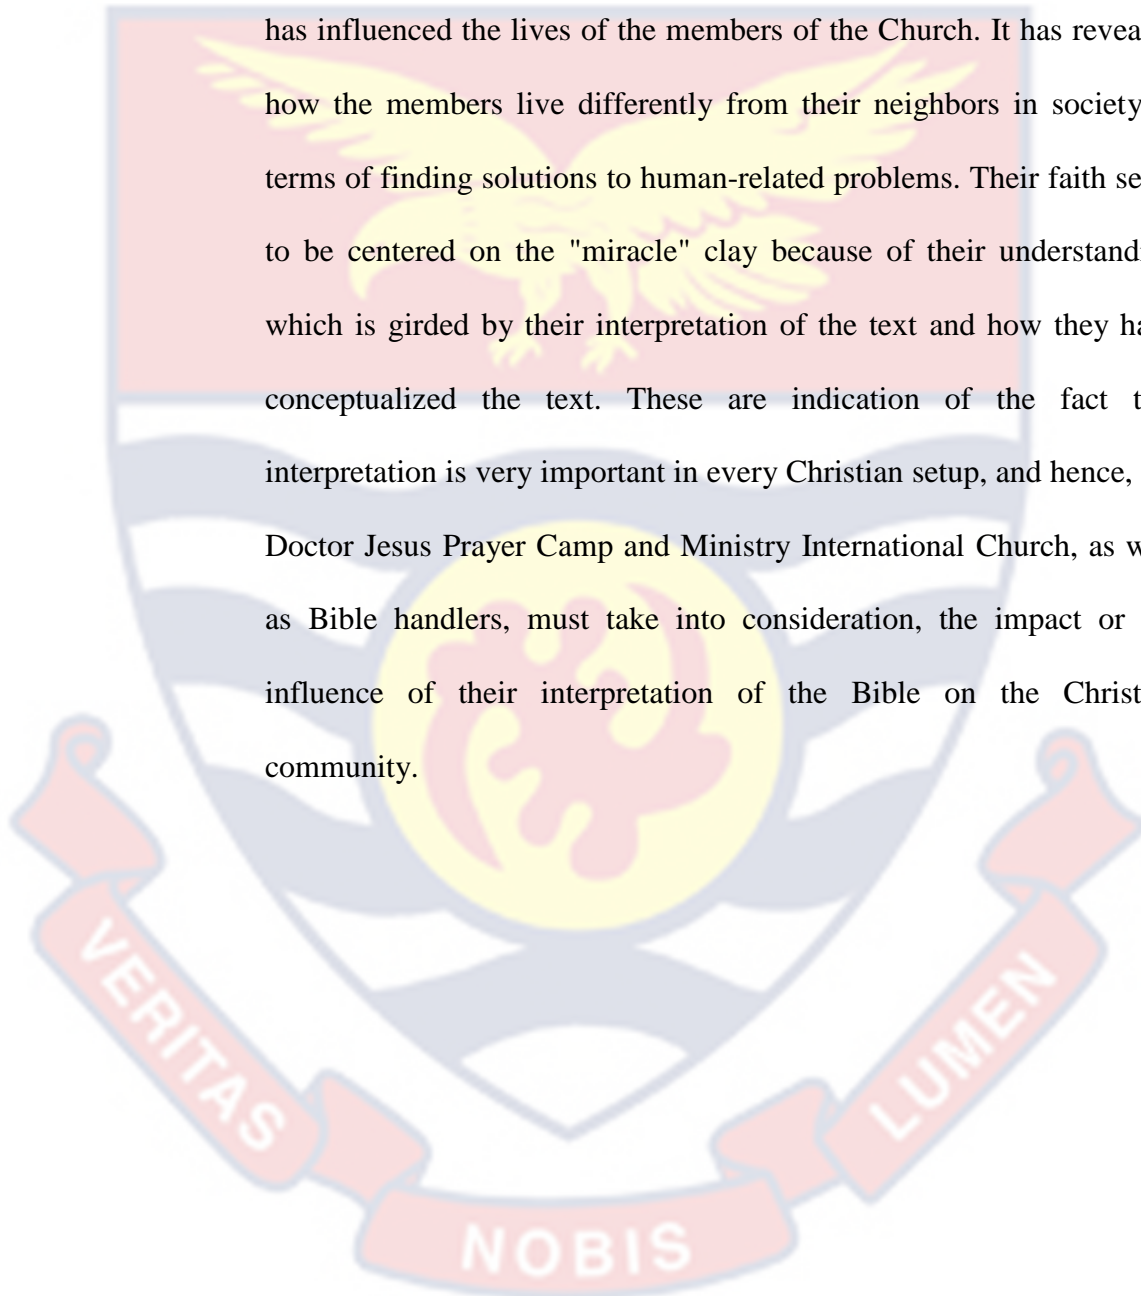 has influenced the lives of the members of the Church. It has revea
how the members live differently from their neighbors in society
terms of finding solutions to human-related problems. Their faith se
to be centered on the "miracle" clay because of their understand
which is girded by their interpretation of the text and how they ha
conceptualized the text. These are indication of the fact t
interpretation is very important in every Christian setup, and hence,
Doctor Jesus Prayer Camp and Ministry International Church, as w
as Bible handlers, must take into consideration, the impact or
influence of their interpretation of the Bible on the Christ
community.
VERITAS
NOBIS
LUMEN